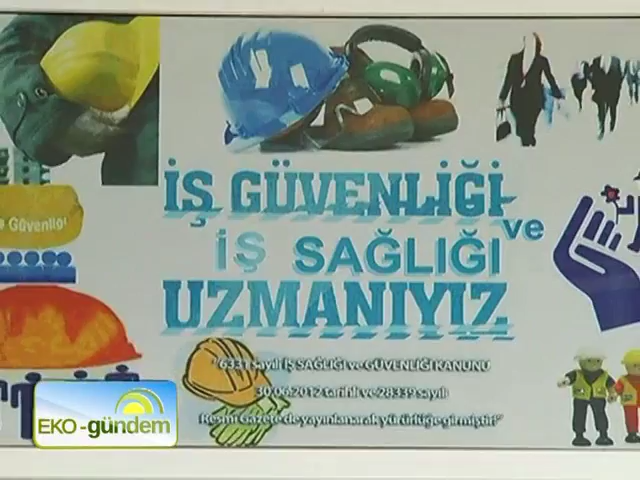 İŞ GÜVENLİĞİ
ve
İŞ SAĞLIĞI
UZMANIYIZ
Güvenliği
"6331 sayılı İŞ SAĞLIĞI ve GÜVENLİĞİ KANUNU
30.06.2012 tarihli ve 28339 sayılı
Resmi Gazete'de yayınlanarak yürürlüğe girmiştir"
EKO-gündem